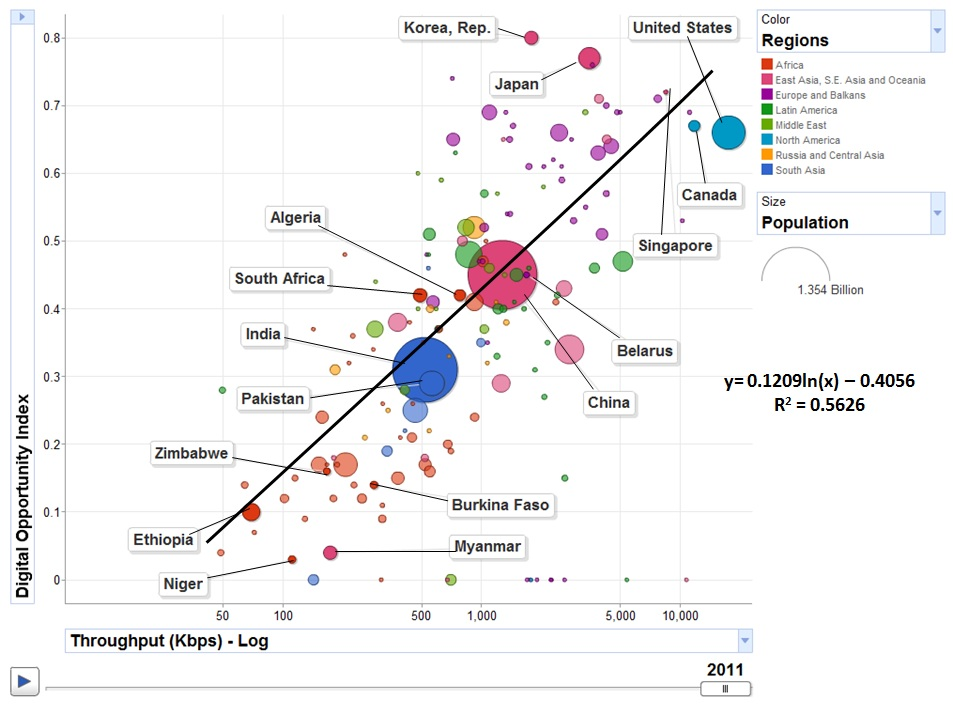 Korea, Rep.
United States
Japan
Algeria
South Africa
India
Pakistan
Zimbabwe
Ethiopia
Niger
Myanmar
Burkina Faso
China
Belarus
Singapore
Canada
Digital Opportunity Index
0.8
0.7
0.6
0.5
0.4
0.3
0.2
0.1
0
50
100
500
1,000
5,000
10,000
Throughput (Kbps) - Log
2011
Color
Regions
Africa
East Asia, S.E. Asia and Oceania
Europe and Balkans
Latin America
Middle East
North America
Russia and Central Asia
South Asia
Size
Population
1.354 Billion
y= 0.1209ln(x) – 0.4056
R² = 0.5626